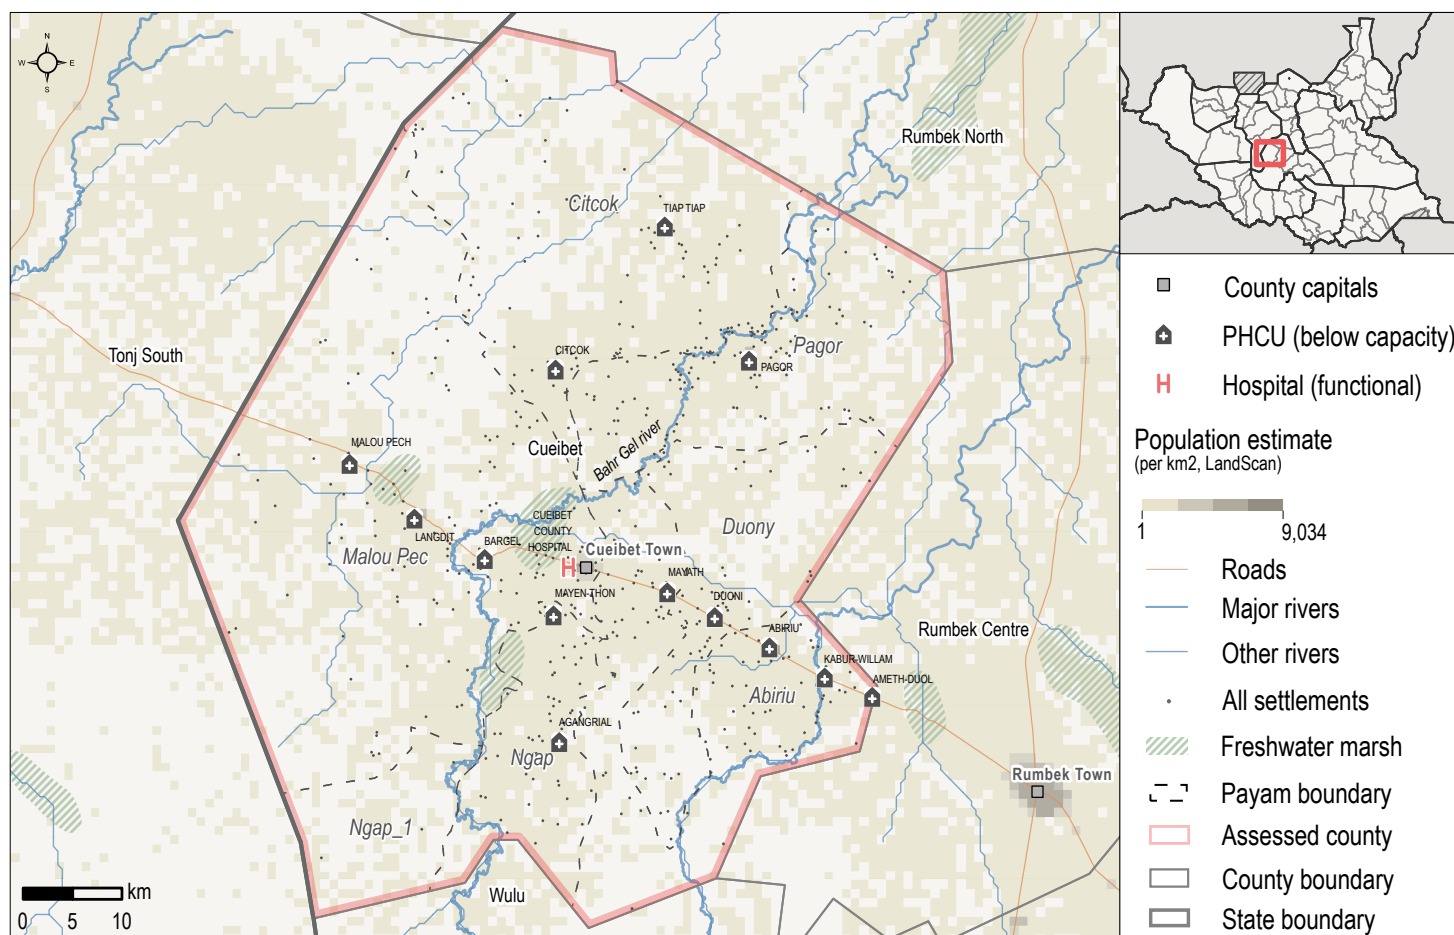 N
W
E
S
Rumbek North
Citcok
TIAP TIAP
Tonj South
CITCOK
Pagor
PAGOR
MALOU PECH
Cueibet
Bahr Gel river
LANGDIT
Malou Pec
BARGEL
CUEIBET
COUNTY
HOSPITAL
H
Cueibet Town
Duony
MAYATH
MAYEN-THON
DUONI
ABIRIU
Rumbek Centre
KABUR-WILLAM
AMETH-DUOL
Abiriu
AGANGRIAL
Ngap
Rumbek Town
Ngap_1
Wulu
km
0 5 10
County capitals
PHCU (below capacity)
H Hospital (functional)
Population estimate
(per km2, LandScan)
1 9,034
Roads
Major rivers
Other rivers
All settlements
Freshwater marsh
Payam boundary
Assessed county
County boundary
State boundary